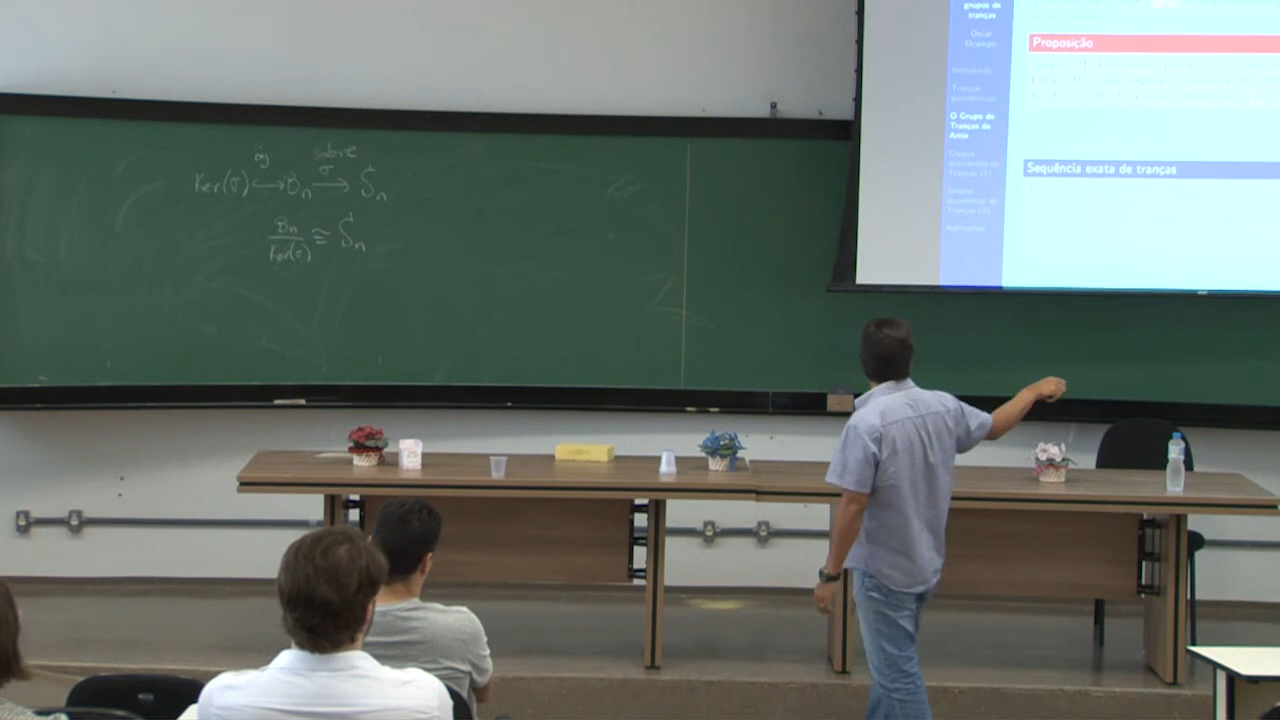 inj sobre
σ
Ker(σ) ↪ Bₙ → Sₙ
Bₙ/Ker(σ) ≅ Sₙ
grupos de
tranças
Oscar
Ocampo
Introdução
Tranças
geométricas
O Grupo de
Tranças de
Artin
Grupos
quocientes de
Tranças (1)
Grupos
quocientes de
Tranças (2)
Aplicações
Proposição
Sequência exata de tranças